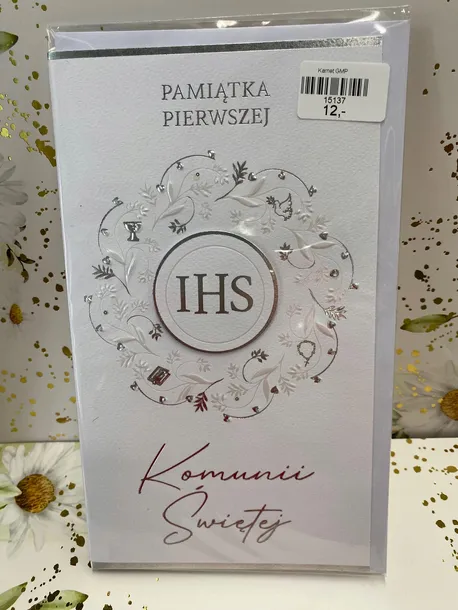 Karnet GMP
15137
12,-
PAMIĄTKA
PIERWSZEJ
IHS
Komunii
Świętej